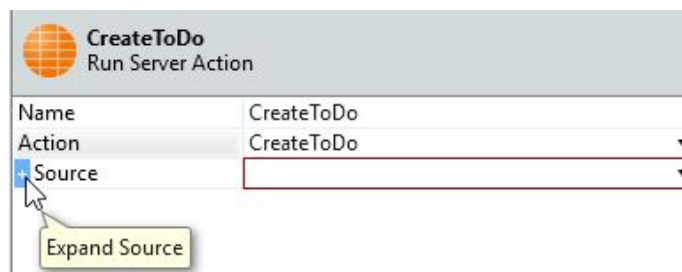 CreateToDo
Run Server Action
Name CreateToDo
Action CreateToDo
+ Source
Expand Source